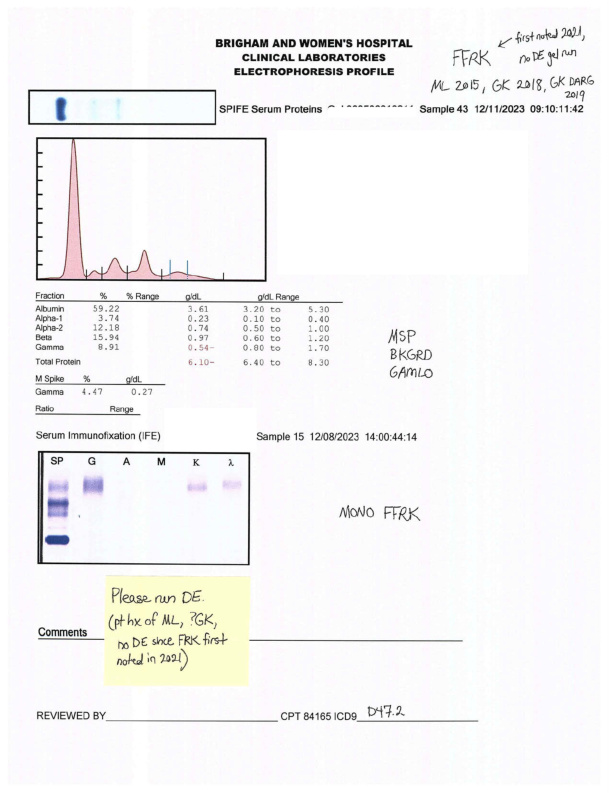 BRIGHAM AND WOMEN'S HOSPITAL
CLINICAL LABORATORIES
ELECTROPHORESIS PROFILE
FFRK ← first noted 2021,
no DE gel run
ML 2015, GK 2018, GK DARG
2019
SPIFE Serum Proteins Sample 43 12/11/2023 09:10:11:42
Fraction % % Range g/dL g/dL Range
Albumin 59.22 3.61 3.20 to 5.30
Alpha-1 3.74 0.23 0.10 to 0.40
Alpha-2 12.18 0.74 0.50 to 1.00
Beta 15.94 0.97 0.60 to 1.20
Gamma 8.91 0.54- 0.80 to 1.70
Total Protein 6.10- 6.40 to 8.30
MSP
BKGRD
GAMLO
M Spike % g/dL
Gamma 4.47 0.27
Ratio Range
Serum Immunofixation (IFE) Sample 15 12/08/2023 14:00:44:14
SP G A M K λ
MONO FFRK
Please run DE.
(pt hx of ML, ?GK,
no DE since FRK first
noted in 2021)
Comments
REVIEWED BY CPT 84165 ICD9 D47.2